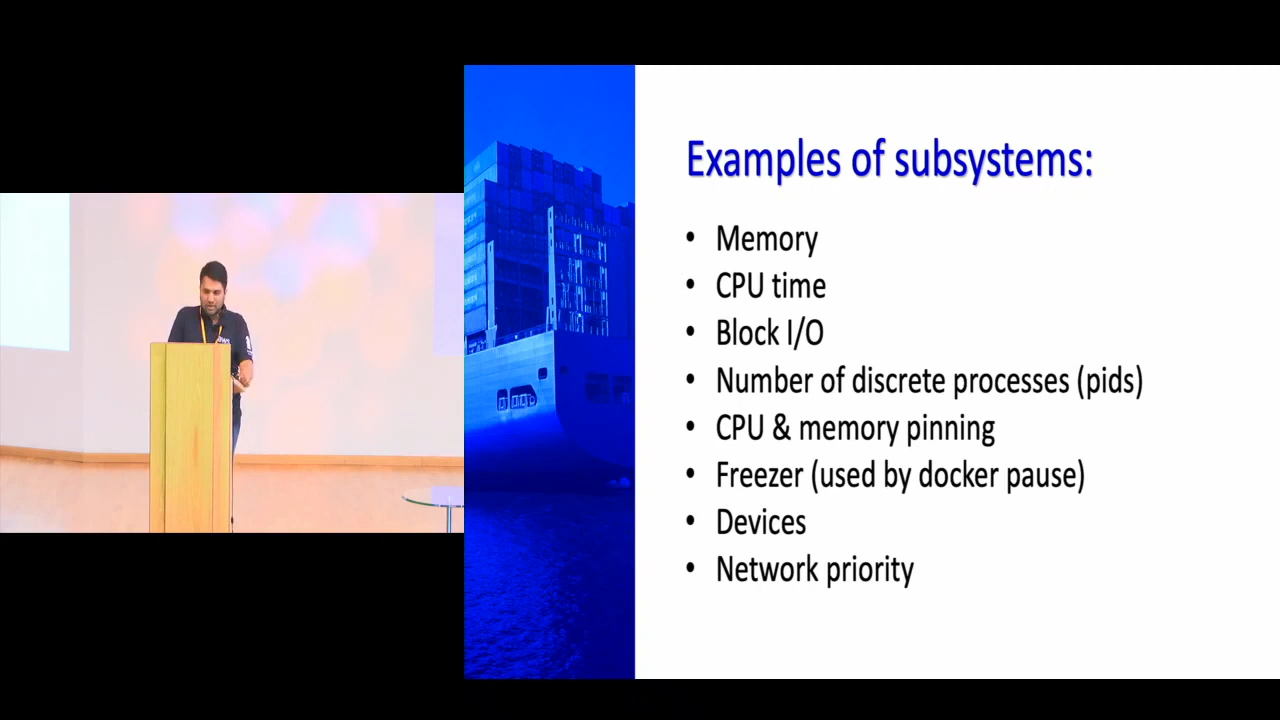 Examples of subsystems:
• Memory
• CPU time
• Block I/O
• Number of discrete processes (pids)
• CPU & memory pinning
• Freezer (used by docker pause)
• Devices
• Network priority